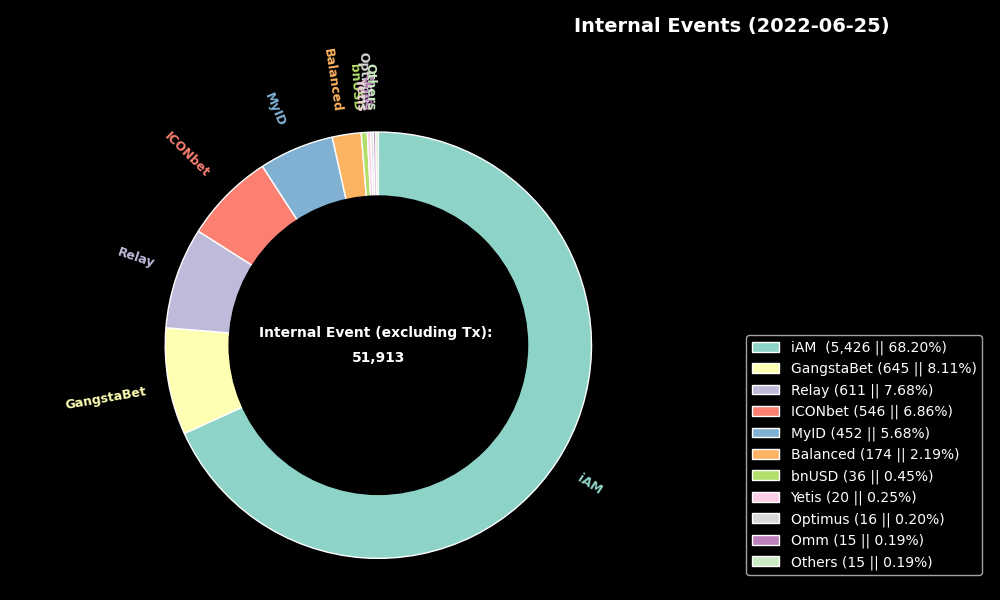 Internal Events (2022-06-25)
Others
Optimus
bnUSD
Balanced
MyID
ICONbet
Relay
GangstaBet
iAM
Internal Event (excluding Tx):
51,913
iAM  (5,426 || 68.20%)
GangstaBet (645 || 8.11%)
Relay (611 || 7.68%)
ICONbet (546 || 6.86%)
MyID (452 || 5.68%)
Balanced (174 || 2.19%)
bnUSD (36 || 0.45%)
Yetis (20 || 0.25%)
Optimus (16 || 0.20%)
Omm (15 || 0.19%)
Others (15 || 0.19%)